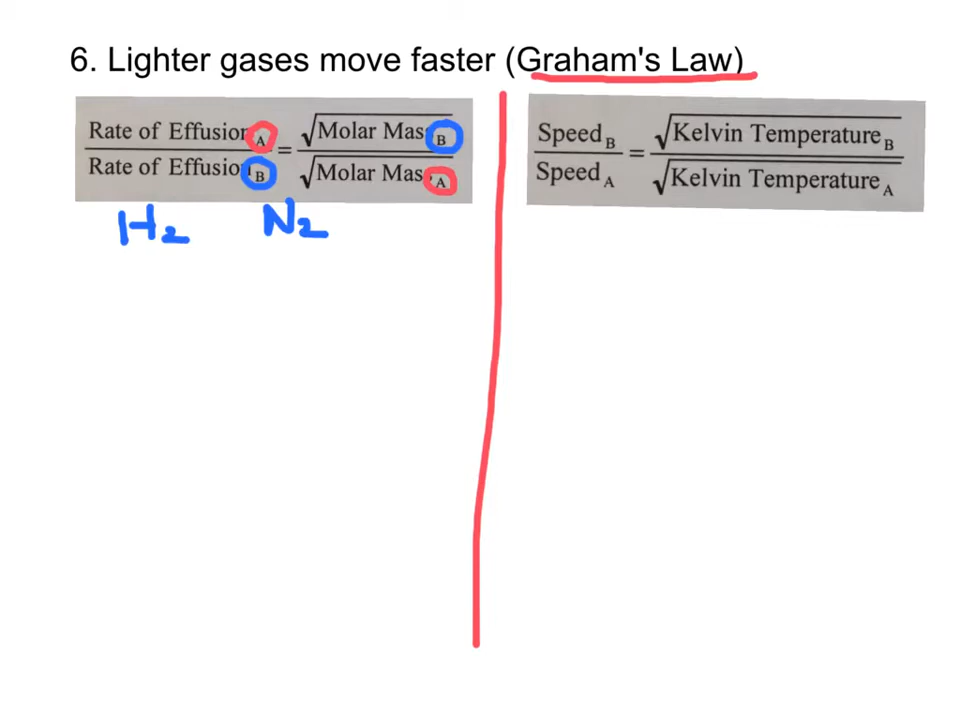 6. Lighter gases move faster (Graham's Law)
Rate of Effusion A
Rate of Effusion B
=
√Molar Mass B
√Molar Mass A
H2 N2
Speed B
Speed A
=
√Kelvin Temperature B
√Kelvin Temperature A